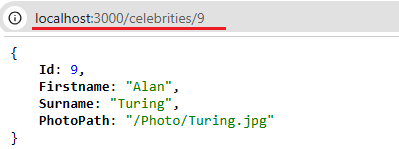 localhost:3000/celebrities/9
{
    Id: 9,
    Firstname: "Alan",
    Surname: "Turing",
    PhotoPath: "/Photo/Turing.jpg"
}